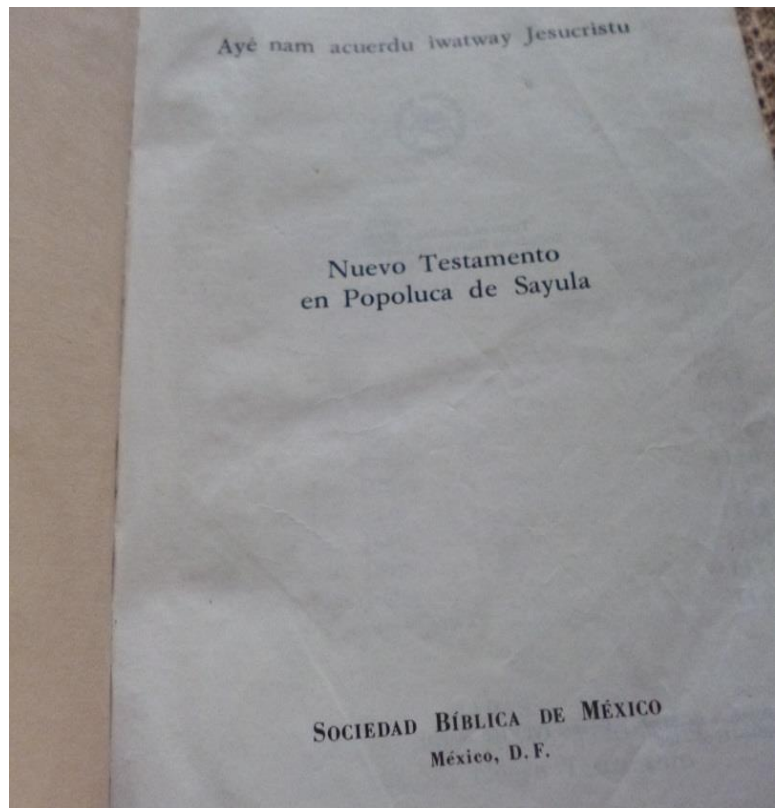 Ayé nam acuerdu iwatway Jesucristu
Nuevo Testamento
en Popoluca de Sayula
SOCIEDAD BÍBLICA DE MÉXICO
México, D. F.